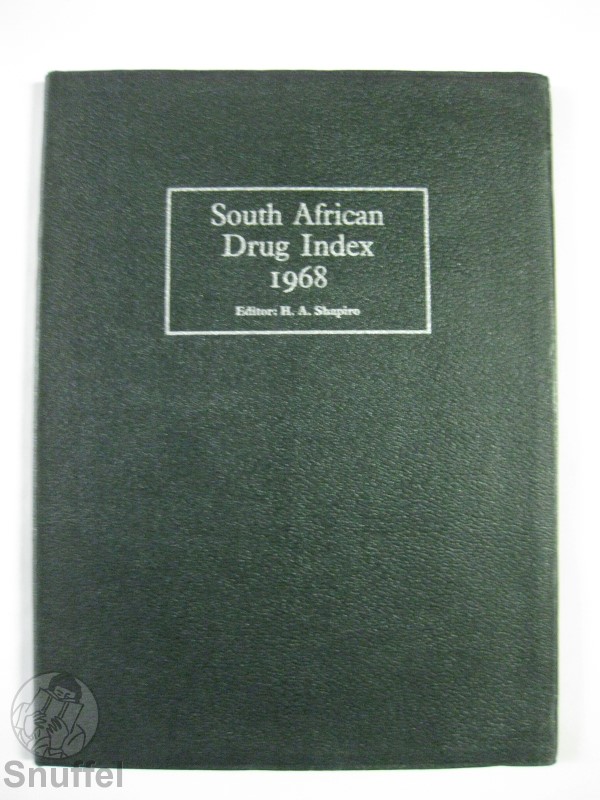 South African
Drug Index
1968
Editor: H. A. Shapiro
Snuffel